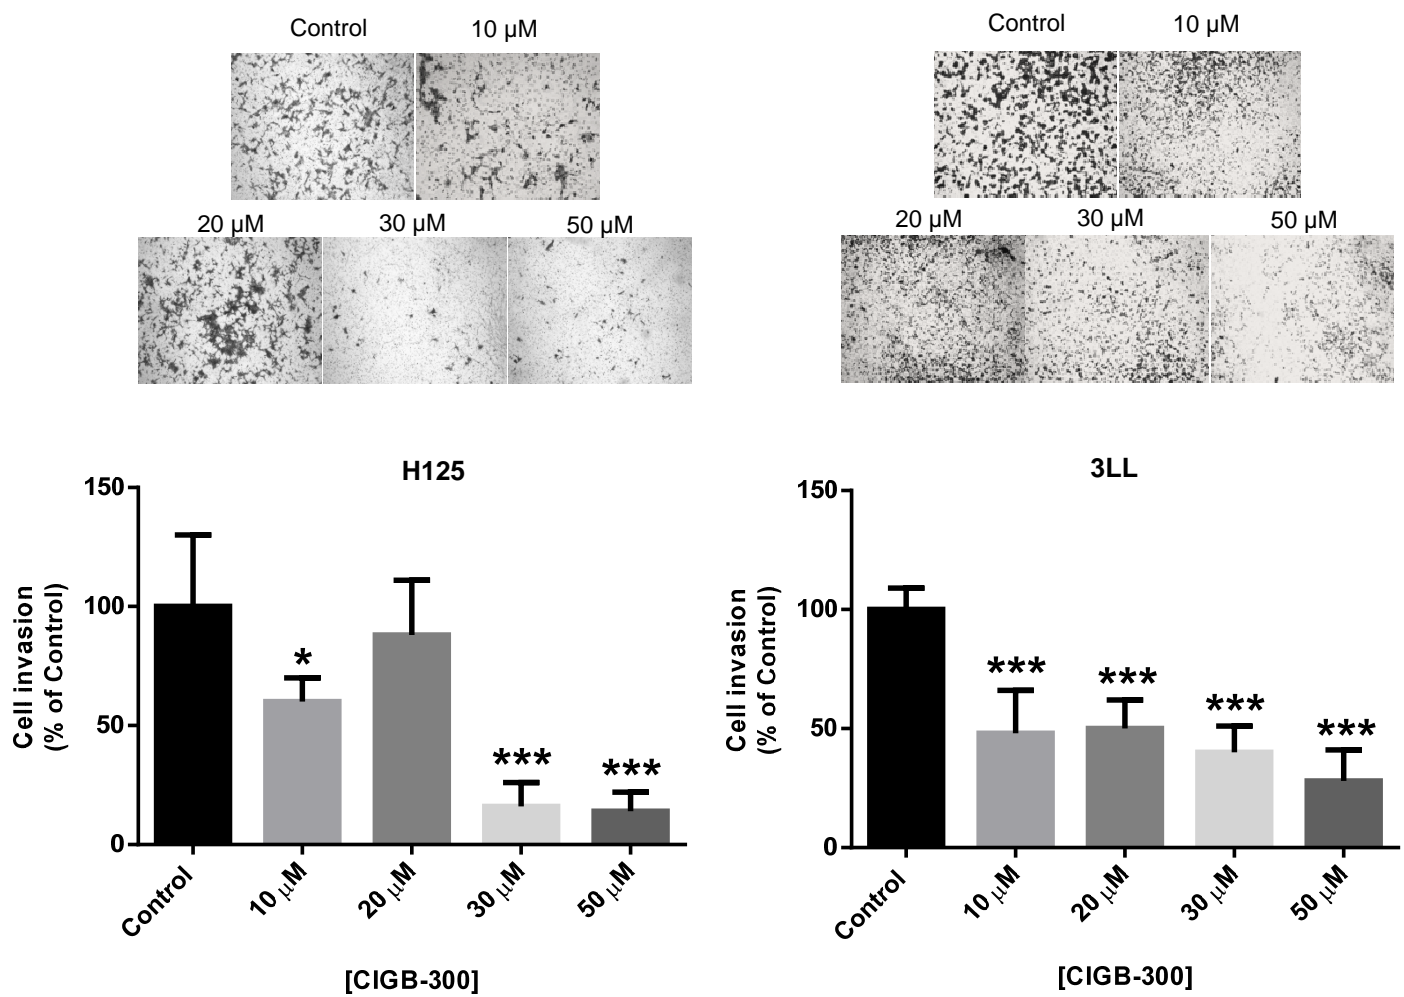 Control 10 µM
20 µM 30 µM 50 µM
H125
150
100
50
0
Cell invasion
(% of Control)
*
***
***
Control 10 µM 20 µM 30 µM 50 µM
[CIGB-300]
Control 10 µM
20 µM 30 µM 50 µM
3LL
150
100
50
0
Cell invasion
(% of Control)
***
***
***
***
Control 10 µM 20 µM 30 µM 50 µM
[CIGB-300]